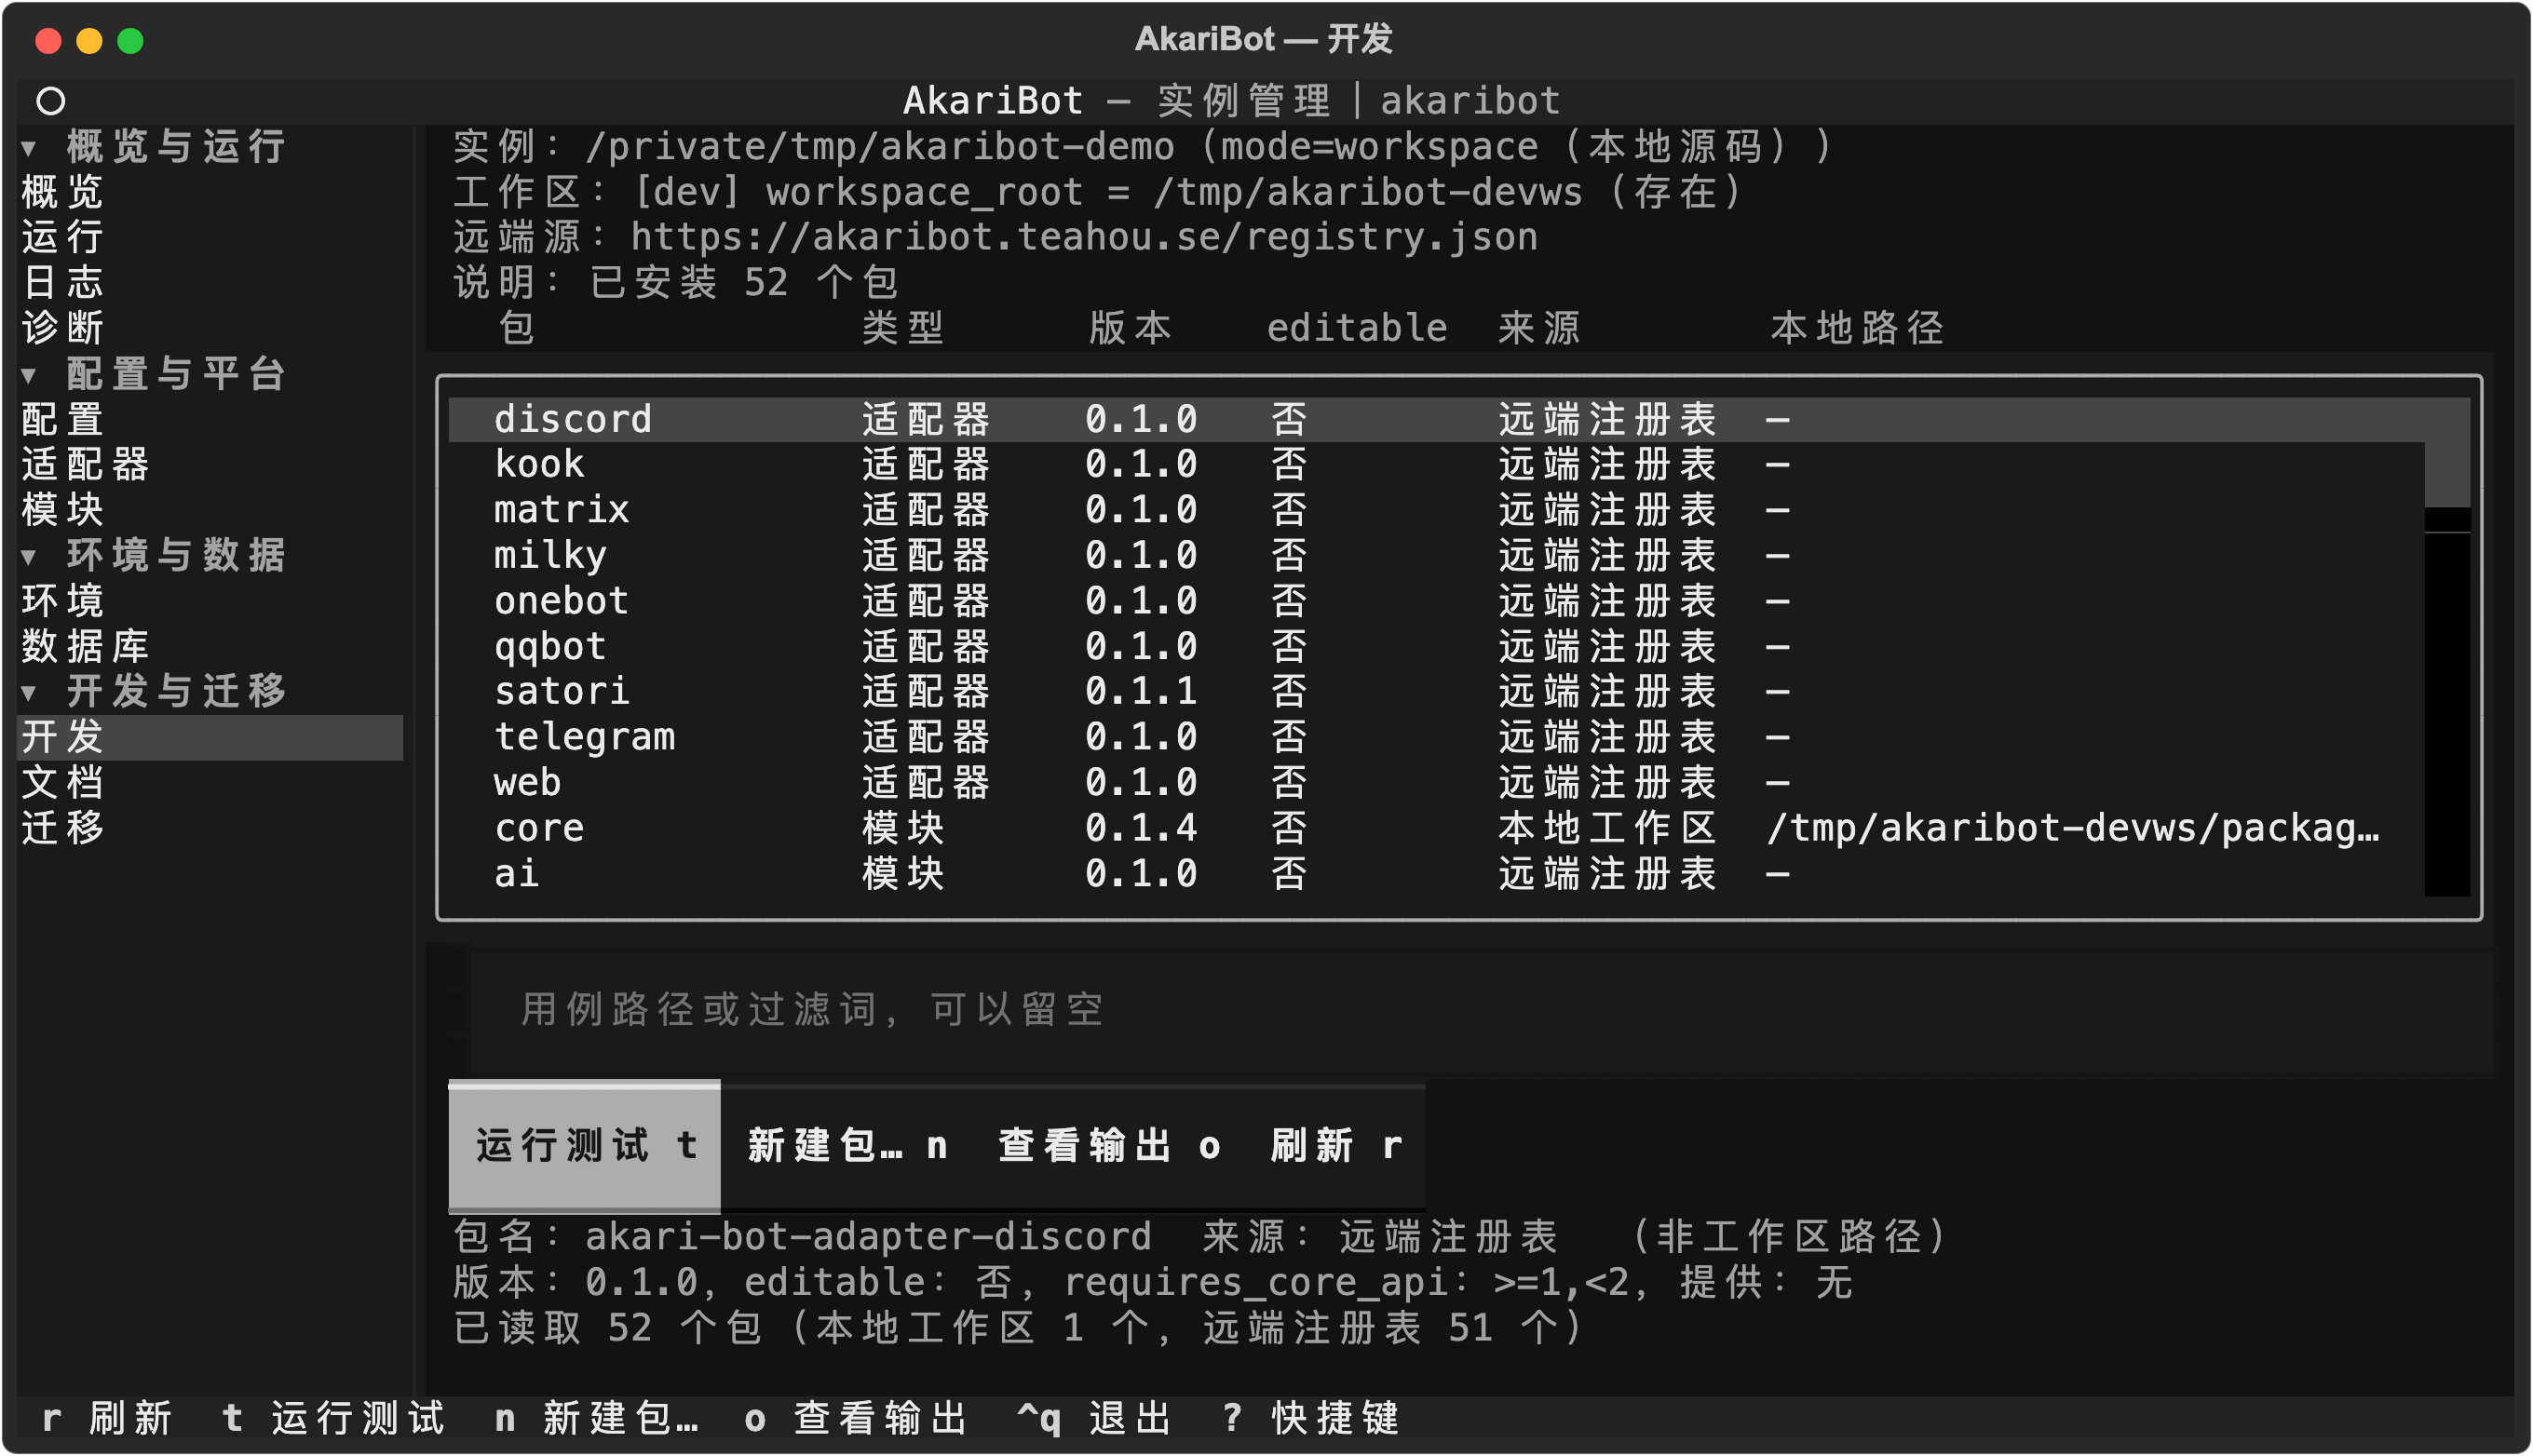 AkariBot — 开发
AkariBot — 实例管理 | akaribot
▼ 概览与运行
概览
运行
日志
诊断
▼ 配置与平台
配置
适配器
模块
▼ 环境与数据
环境
数据库
▼ 开发与迁移
开发
文档
迁移
实例：/private/tmp/akaribot-demo (mode=workspace (本地源码) )
工作区：[dev] workspace_root = /tmp/akaribot-devws (存在)
远端源：https://akaribot.teahou.se/registry.json
说明：已安装 52 个包
包 类型 版本 editable 来源 本地路径
discord 适配器 0.1.0 否 远端注册表 —
kook 适配器 0.1.0 否 远端注册表 —
matrix 适配器 0.1.0 否 远端注册表 —
milky 适配器 0.1.0 否 远端注册表 —
onebot 适配器 0.1.0 否 远端注册表 —
qqbot 适配器 0.1.0 否 远端注册表 —
satori 适配器 0.1.1 否 远端注册表 —
telegram 适配器 0.1.0 否 远端注册表 —
web 适配器 0.1.0 否 远端注册表 —
core 模块 0.1.4 否 本地工作区 /tmp/akaribot-devws/packag…
ai 模块 0.1.0 否 远端注册表 —
用例路径或过滤词，可以留空
运行测试 t 新建包… n 查看输出 o 刷新 r
包名：akari-bot-adapter-discord 来源：远端注册表 (非工作区路径)
版本：0.1.0, editable：否, requires_core_api：>=1,<2, 提供：无
已读取 52 个包 (本地工作区 1 个, 远端注册表 51 个)
r 刷新 t 运行测试 n 新建包… o 查看输出 ^q 退出 ? 快捷键